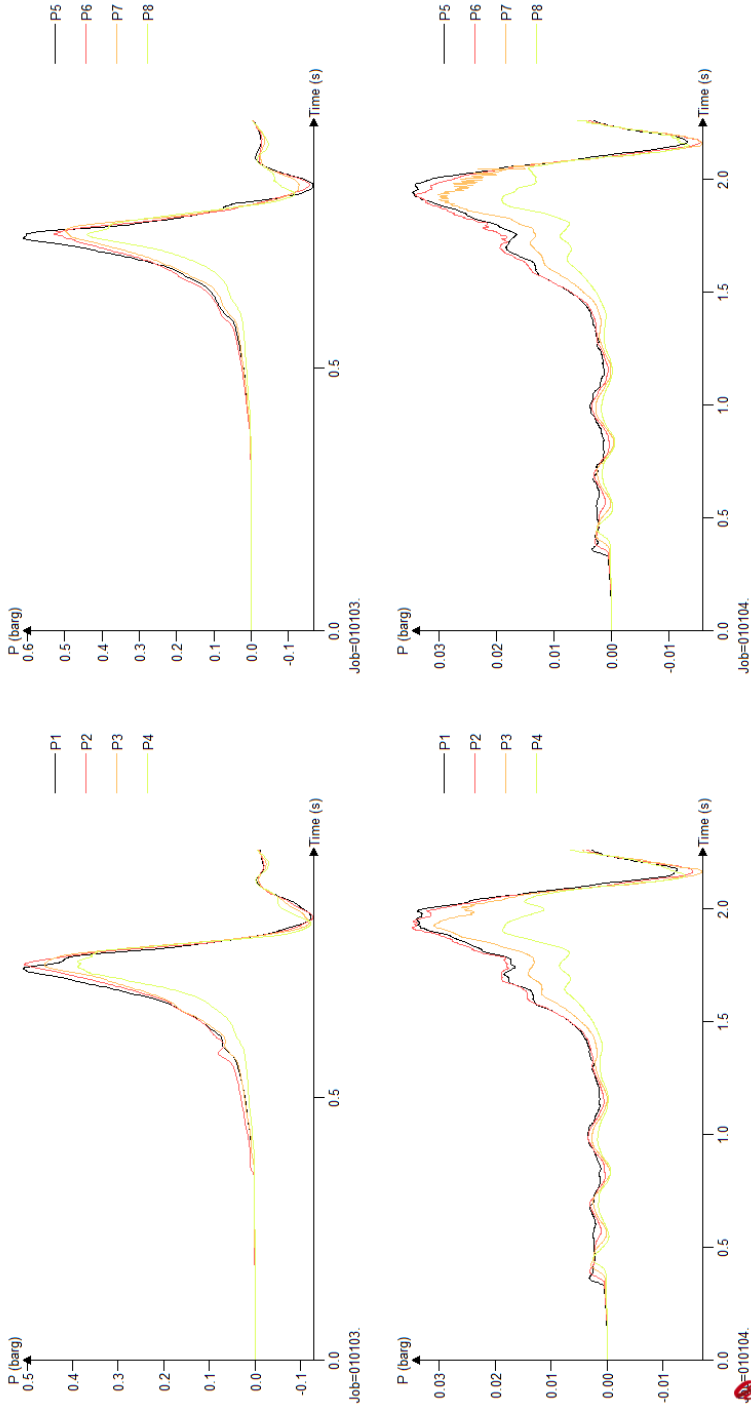 P (barg)
0.5
0.4
0.3
0.2
0.1
0.0
-0.1
0.0
0.5
Time (s)
Job=010103.
P1
P2
P3
P4
P (barg)
0.6
0.5
0.4
0.3
0.2
0.1
0.0
-0.1
0.0
0.5
Time (s)
Job=010103.
P5
P6
P7
P8
P (barg)
0.03
0.02
0.01
0.00
-0.01
0.0
0.5
1.0
1.5
2.0
Time (s)
Job=010104.
P1
P2
P3
P4
P (barg)
0.03
0.02
0.01
0.00
-0.01
0.0
0.5
1.0
1.5
2.0
Time (s)
Job=010104.
P5
P6
P7
P8